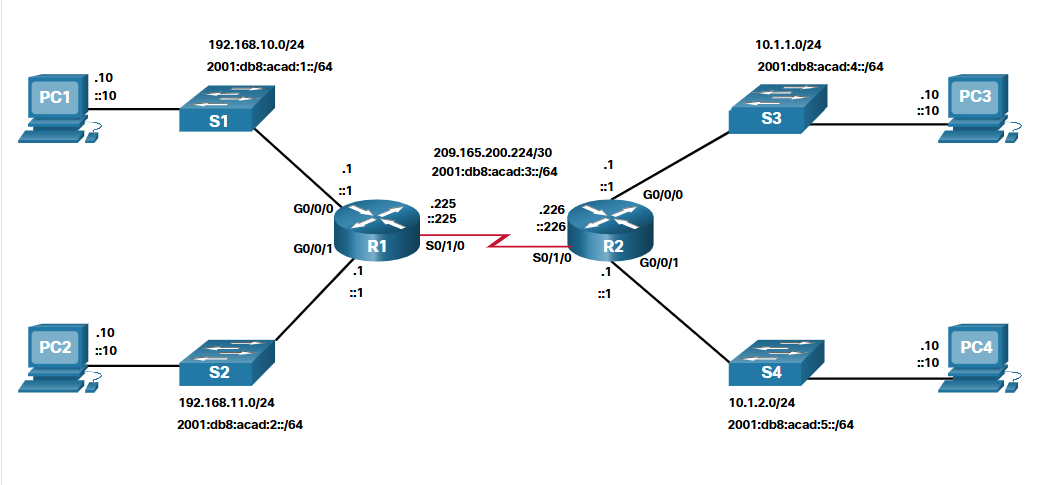 192.168.10.0/24
2001:db8:acad:1::/64
10.1.1.0/24
2001:db8:acad:4::/64
PC1
.10
::10
S1
S3
.10
::10
PC3
209.165.200.224/30
2001:db8:acad:3::/64
.1
::1
G0/0/0
.225
::225
R1
S0/1/0
G0/0/1
.1
::1
.1
::1
G0/0/0
.226
::226
R2
S0/1/0
G0/0/1
.1
::1
PC2
.10
::10
S2
S4
.10
::10
PC4
192.168.11.0/24
2001:db8:acad:2::/64
10.1.2.0/24
2001:db8:acad:5::/64